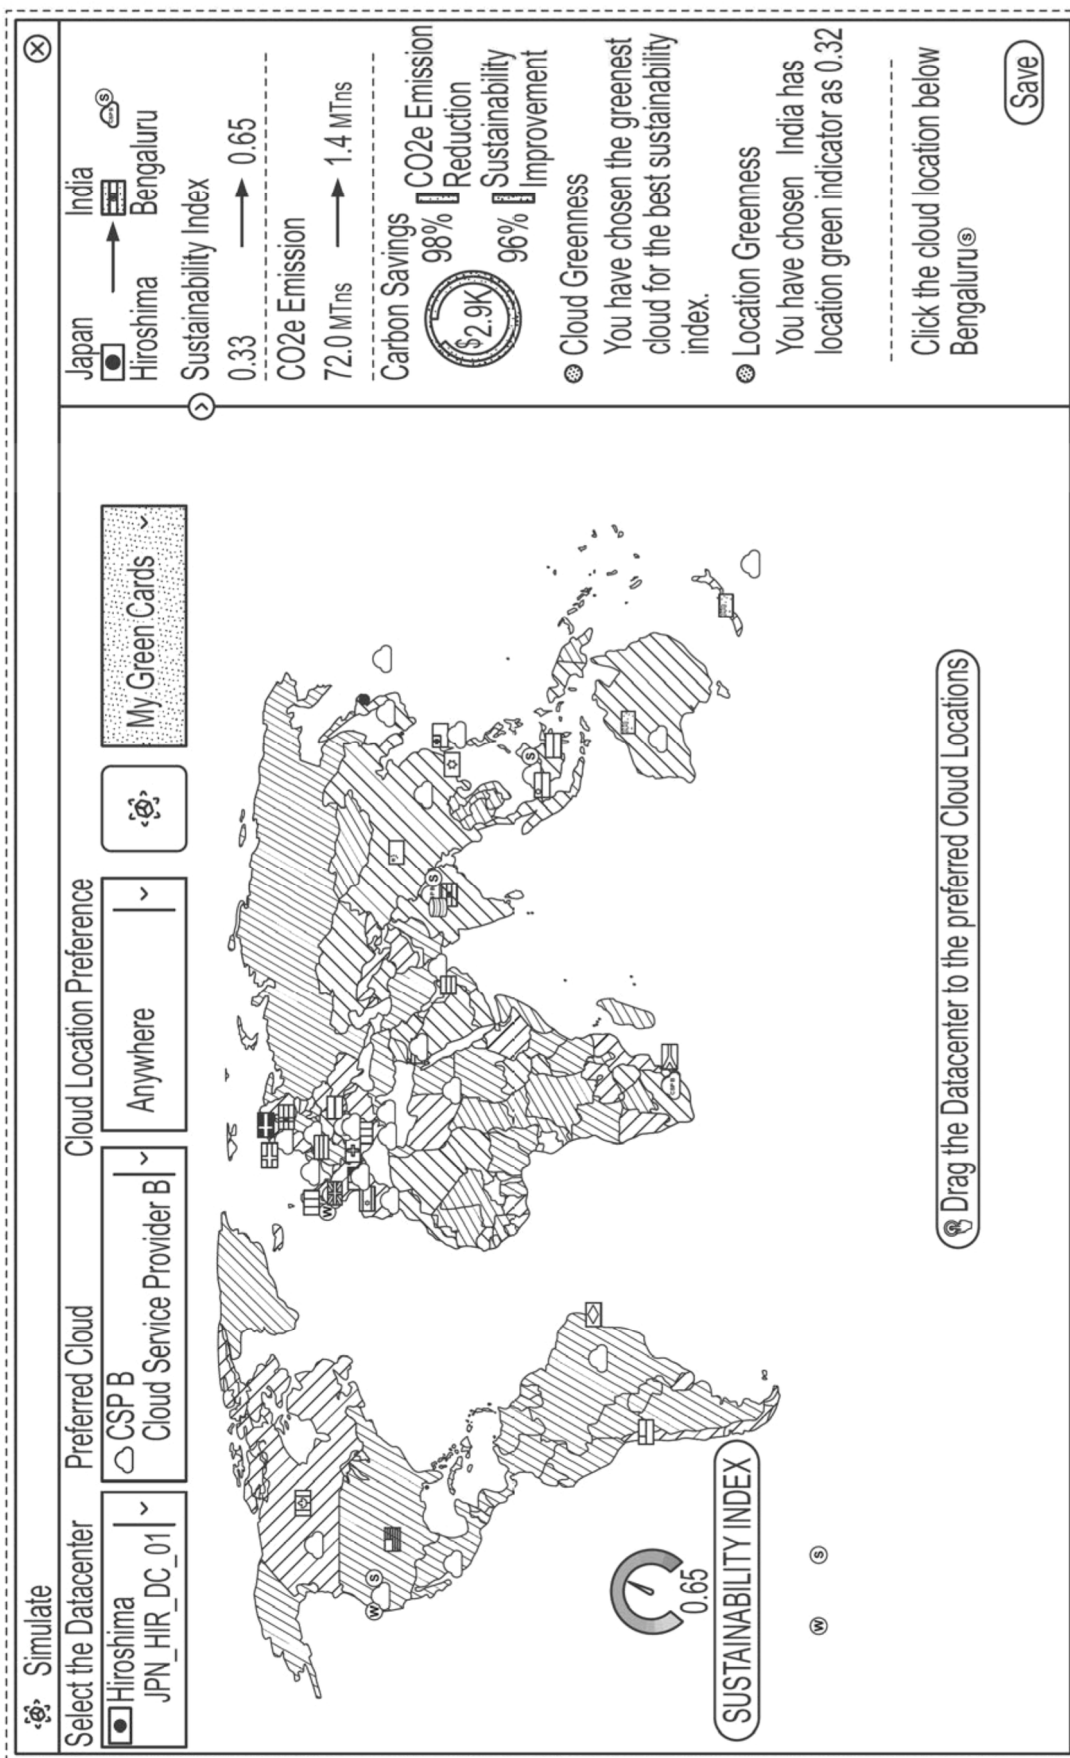 Simulate
Select the Datacenter
Hiroshima
JPN_HIR_DC_01
Preferred Cloud
CSP B
Cloud Service Provider B
Cloud Location Preference
Anywhere
My Green Cards
W
S
W
S
S
S
CSP B
0.65
SUSTAINABILITY INDEX
W
S
Drag the Datacenter to the preferred Cloud Locations
Japan
India
CSP B
S
Hiroshima
Bengaluru
Sustainability Index
0.33
0.65
CO2e Emission
72.0 MTns
1.4 MTns
Carbon Savings
$2.9K
98%
CO2e Emission
Reduction
96%
Sustainability
Improvement
Cloud Greenness
You have chosen the greenest
cloud for the best sustainability
index.
Location Greenness
You have chosen India has
location green indicator as 0.32
Click the cloud location below
Bengaluru S
Save